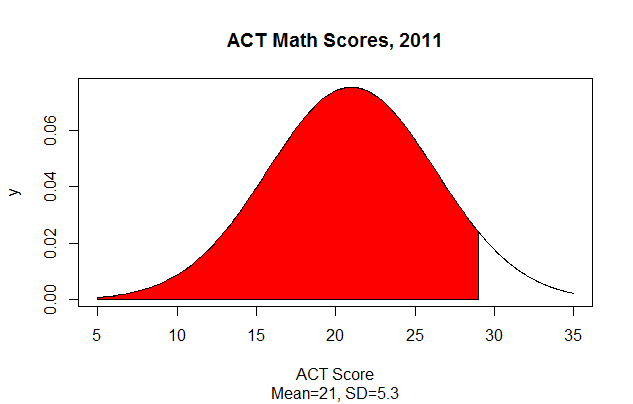 ACT Math Scores, 2011
y
0.06
0.04
0.02
0.00
5 10 15 20 25 30 35
ACT Score
Mean=21, SD=5.3